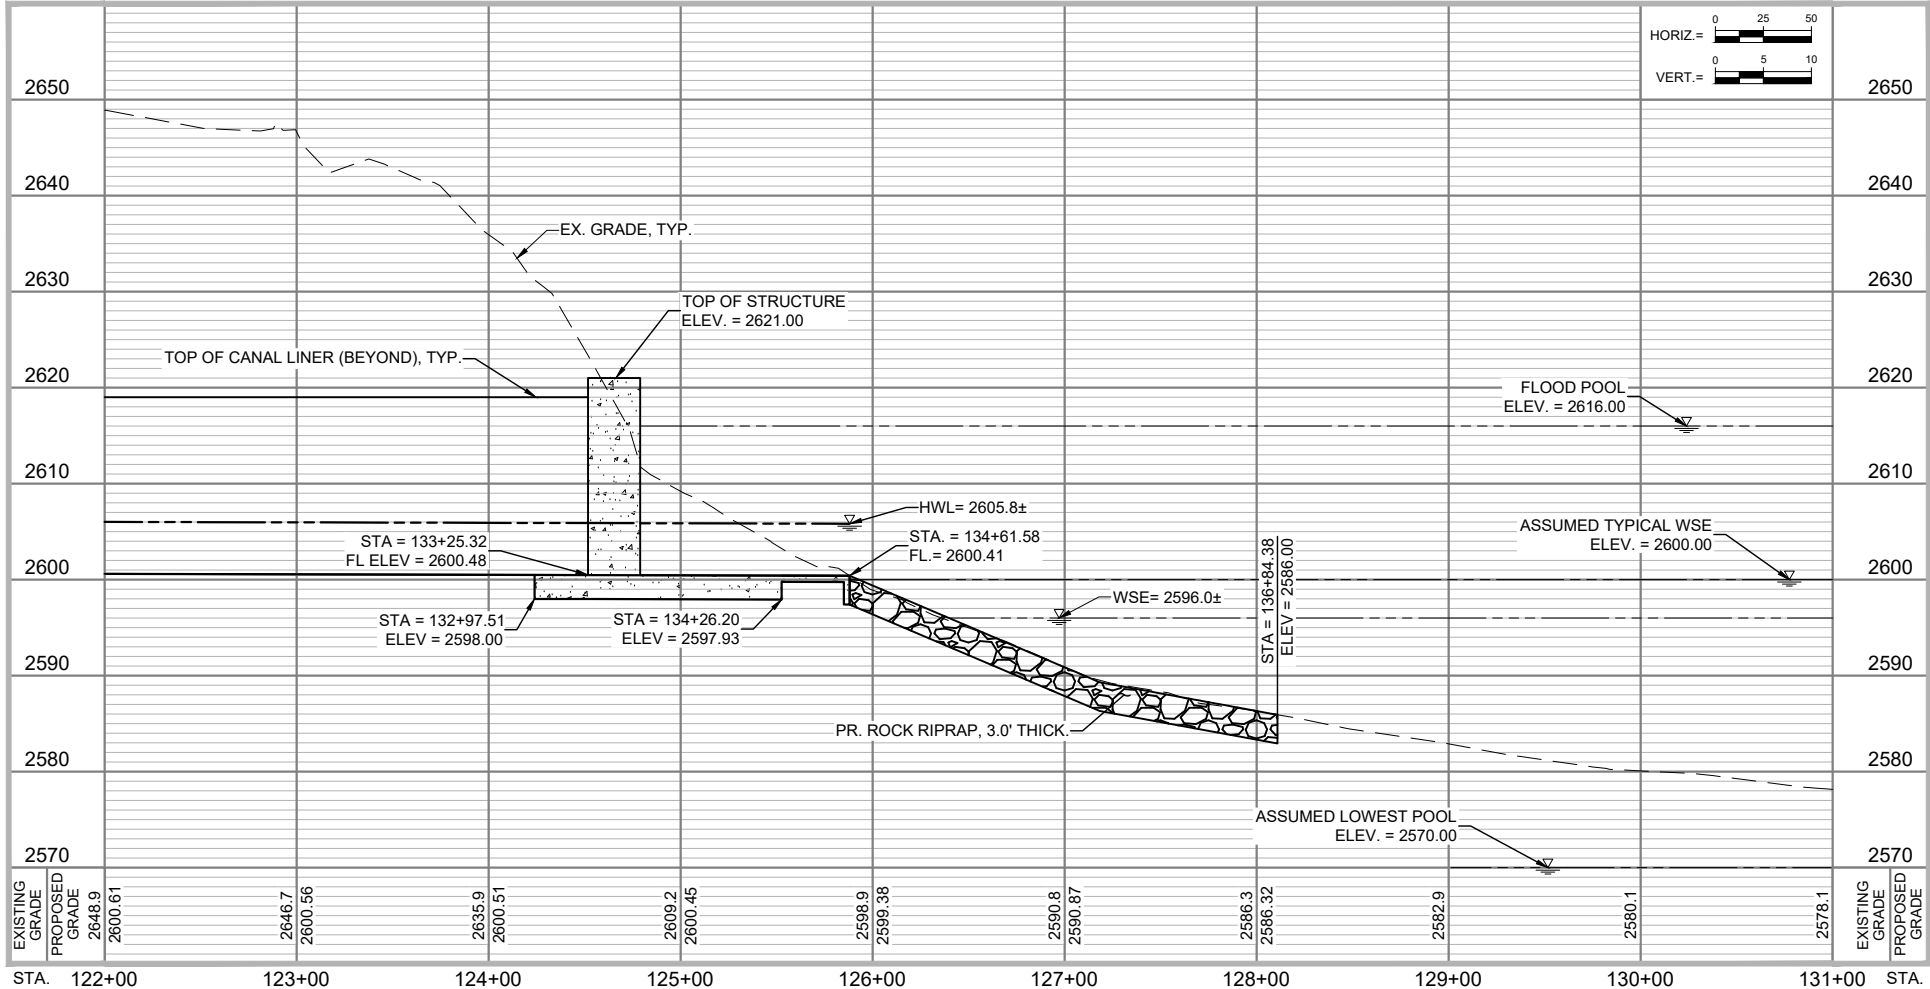 0 25 50
HORIZ.=
0 5 10
VERT.=
2650 2650
2640 2640
EX. GRADE, TYP.
2630 2630
TOP OF STRUCTURE
ELEV. = 2621.00
TOP OF CANAL LINER (BEYOND), TYP.
2620 2620
FLOOD POOL
ELEV. = 2616.00
2610 2610
HWL= 2605.8±
STA = 133+25.32
FL ELEV = 2600.48
STA. 134+61.58
FL.= 2600.41
ASSUMED TYPICAL WSE
ELEV. = 2600.00
2600 2600
STA = 136+84.38
ELEV = 2586.00
WSE= 2596.0±
STA = 132+97.51
ELEV = 2598.00
STA = 134+26.20
ELEV = 2597.93
2590 2590
PR. ROCK RIPRAP, 3.0' THICK.
2580 2580
ASSUMED LOWEST POOL
ELEV. = 2570.00
2570 2570
EXISTING
GRADE
PROPOSED
GRADE
2648.9
2600.61
2646.7
2600.56
2635.9
2600.51
2609.2
2600.45
2598.9
2599.38
2590.8
2590.87
2586.3
2586.32
2582.9
2580.1
2578.1
EXISTING
GRADE
PROPOSED
GRADE
STA. 122+00 123+00 124+00 125+00 126+00 127+00 128+00 129+00 130+00 131+00 STA.